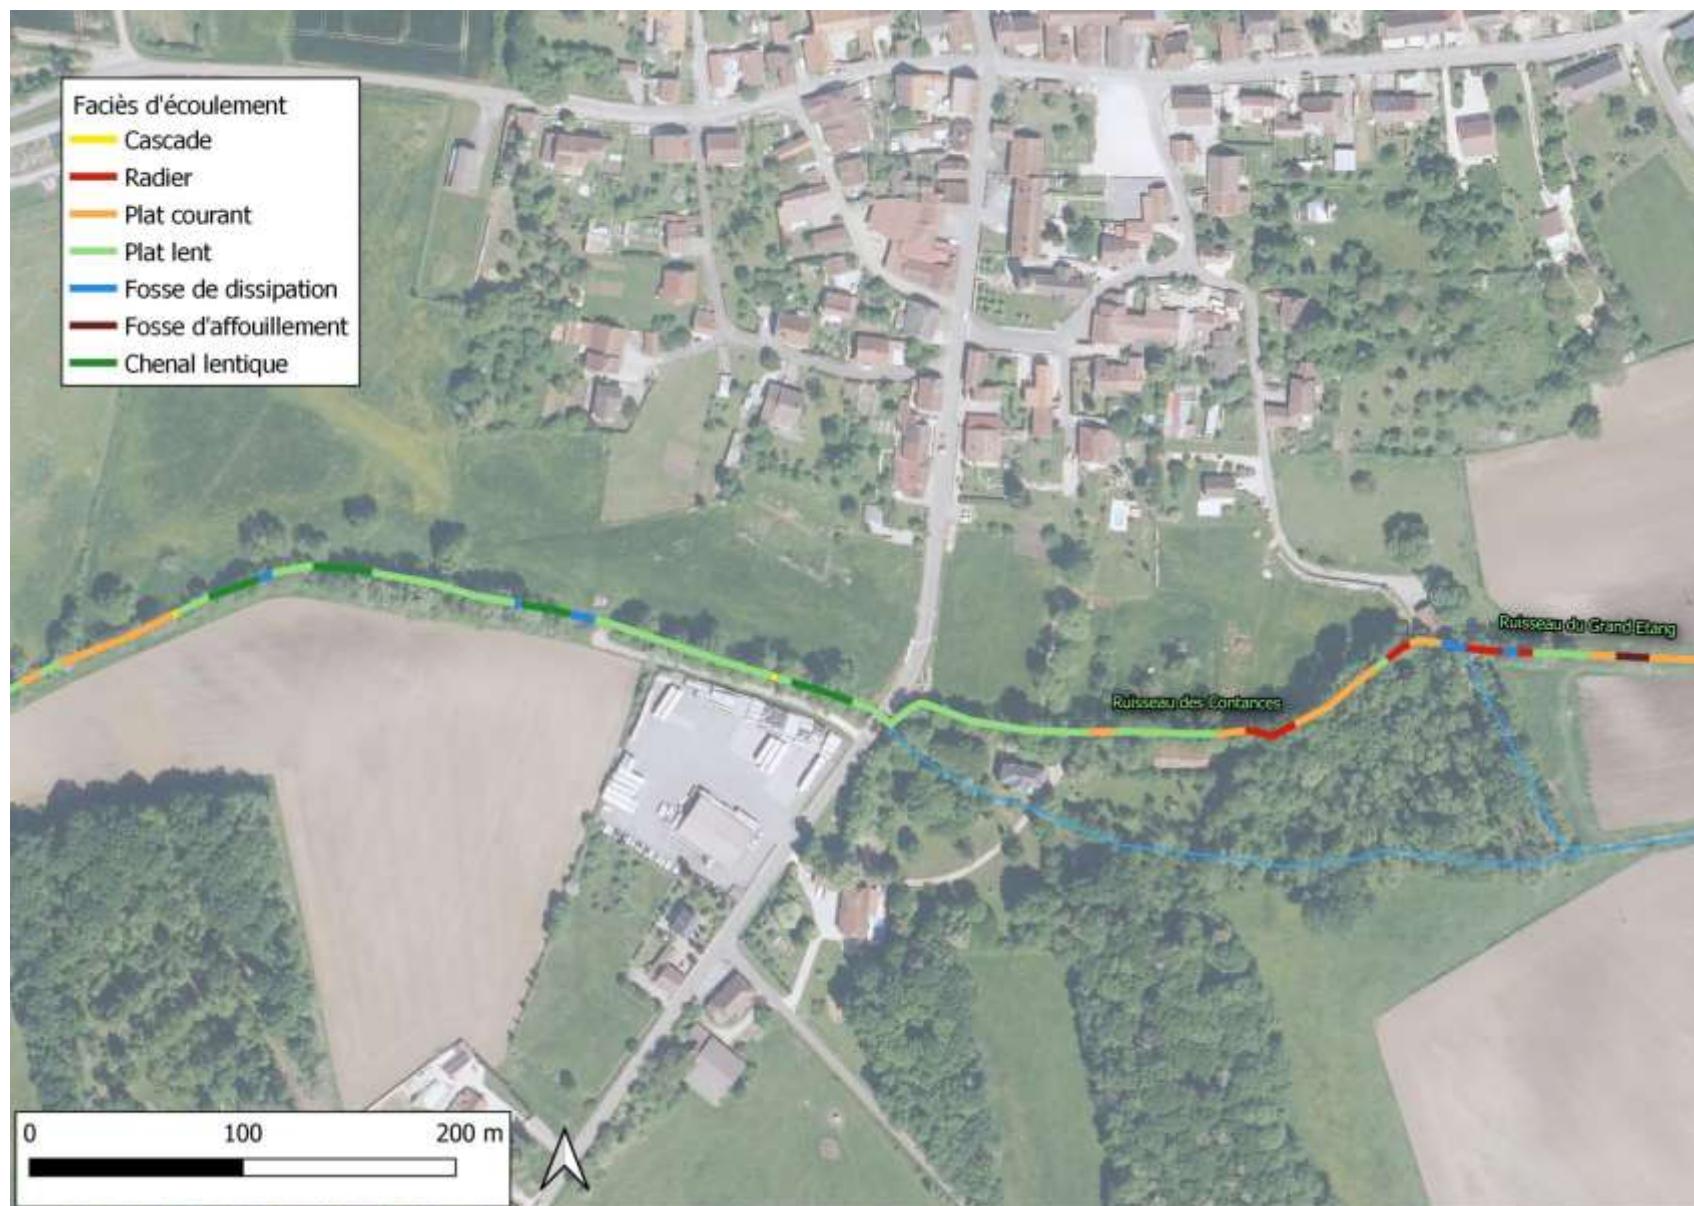 Faciès d'écoulement
Cascade
Radier
Plat courant
Plat lent
Fosse de dissipation
Fosse d'affouillement
Chenal lentique
Ruisseau du Grand Etang
Ruisseau des Contances
0 100 200 m